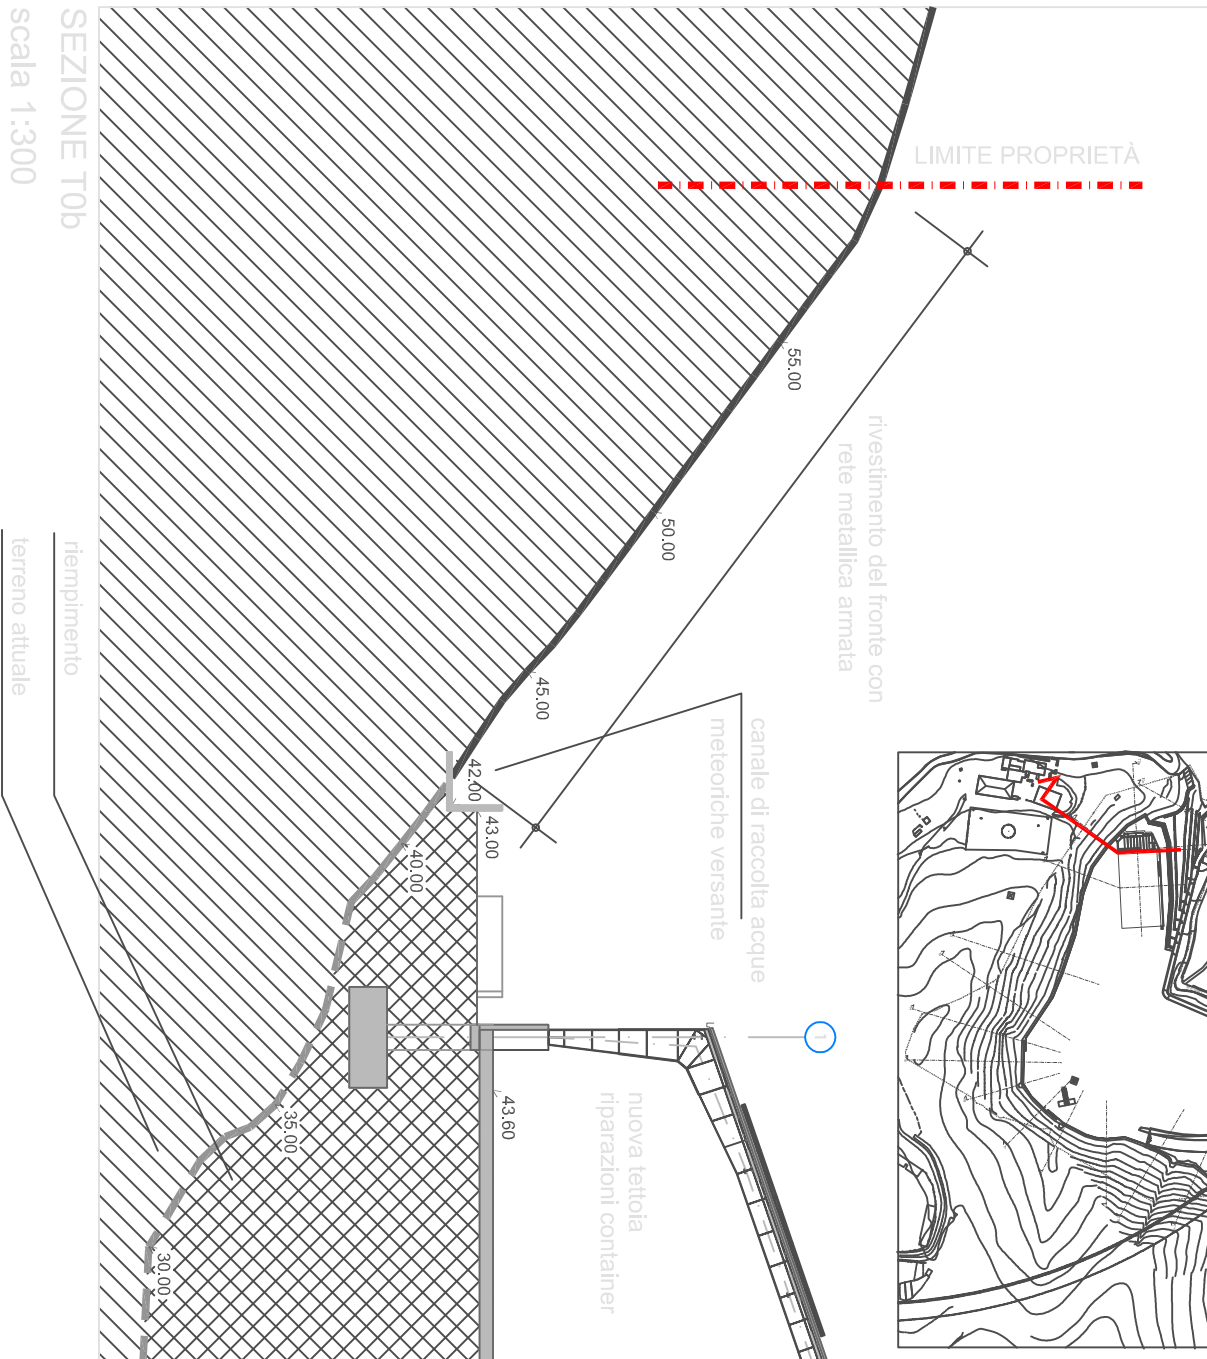 SEZIONE T0b
scala 1:300
LIMITE PROPRIETÀ
55.00
rivestimento del fronte con
rete metallica armata
50.00
45.00
canale di raccolta acque
meteoriche versante
42.00
43.00
40.00
1
43.60
nuova tettoia
riparazioni container
35.00
30.00
riempimento
terreno attuale